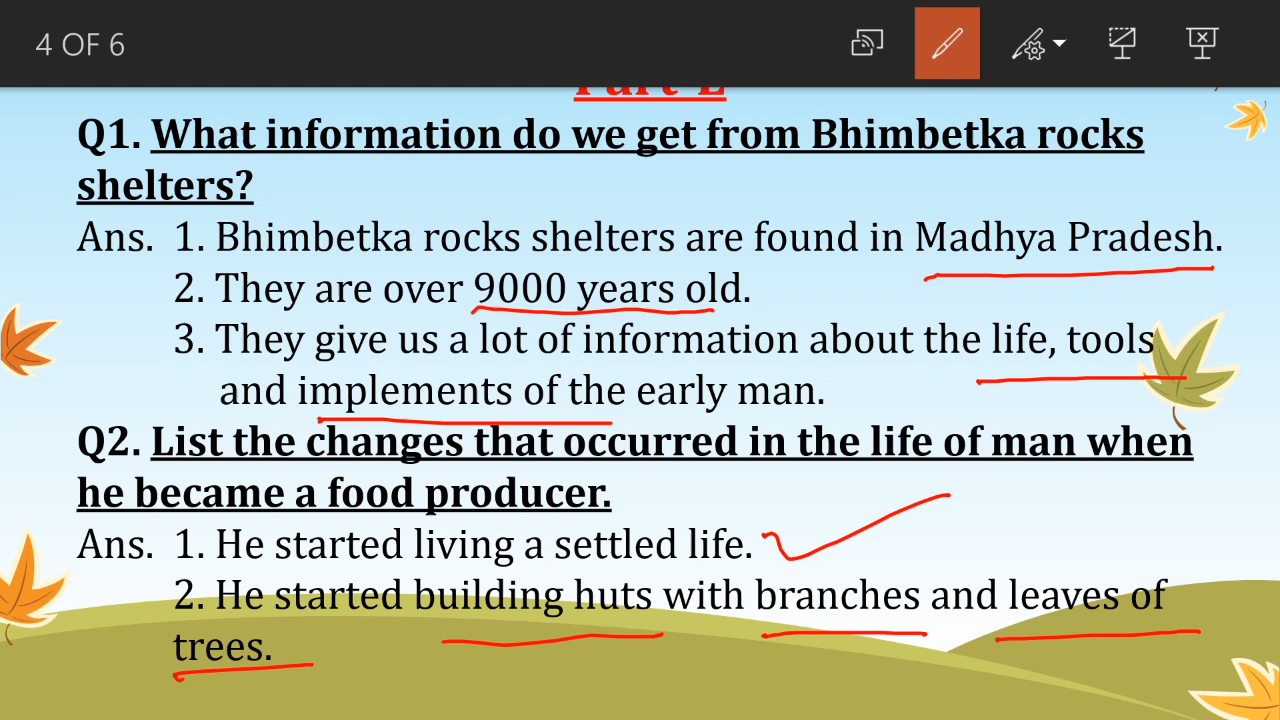 4 OF 6
Part-E
Q1. What information do we get from Bhimbetka rocks
shelters?
Ans. 1. Bhimbetka rocks shelters are found in Madhya Pradesh.
2. They are over 9000 years old.
3. They give us a lot of information about the life, tools
and implements of the early man.
Q2. List the changes that occurred in the life of man when
he became a food producer.
Ans. 1. He started living a settled life.
2. He started building huts with branches and leaves of
trees.